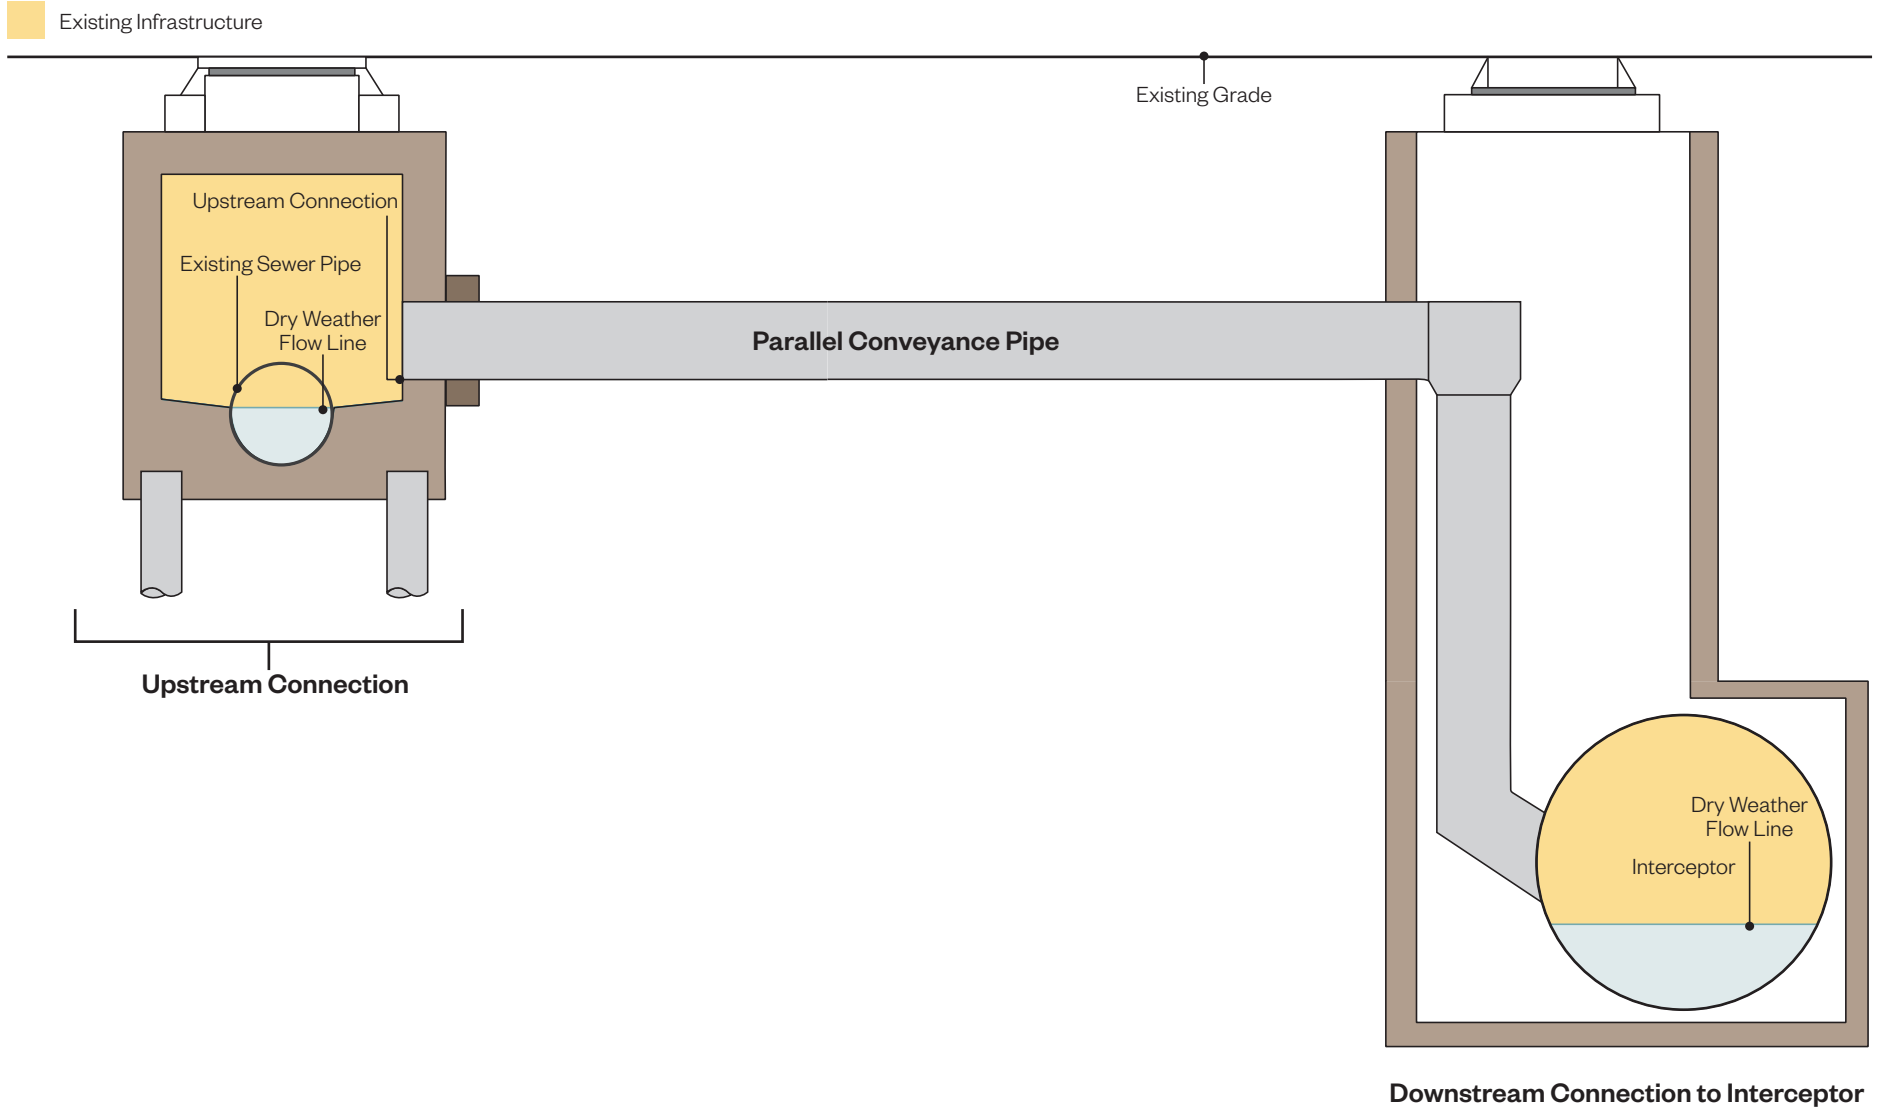 Existing Infrastructure
Existing Grade
Upstream Connection
Existing Sewer Pipe
Dry Weather
Flow Line
Parallel Conveyance Pipe
Upstream Connection
Dry Weather
Flow Line
Interceptor
Downstream Connection to Interceptor